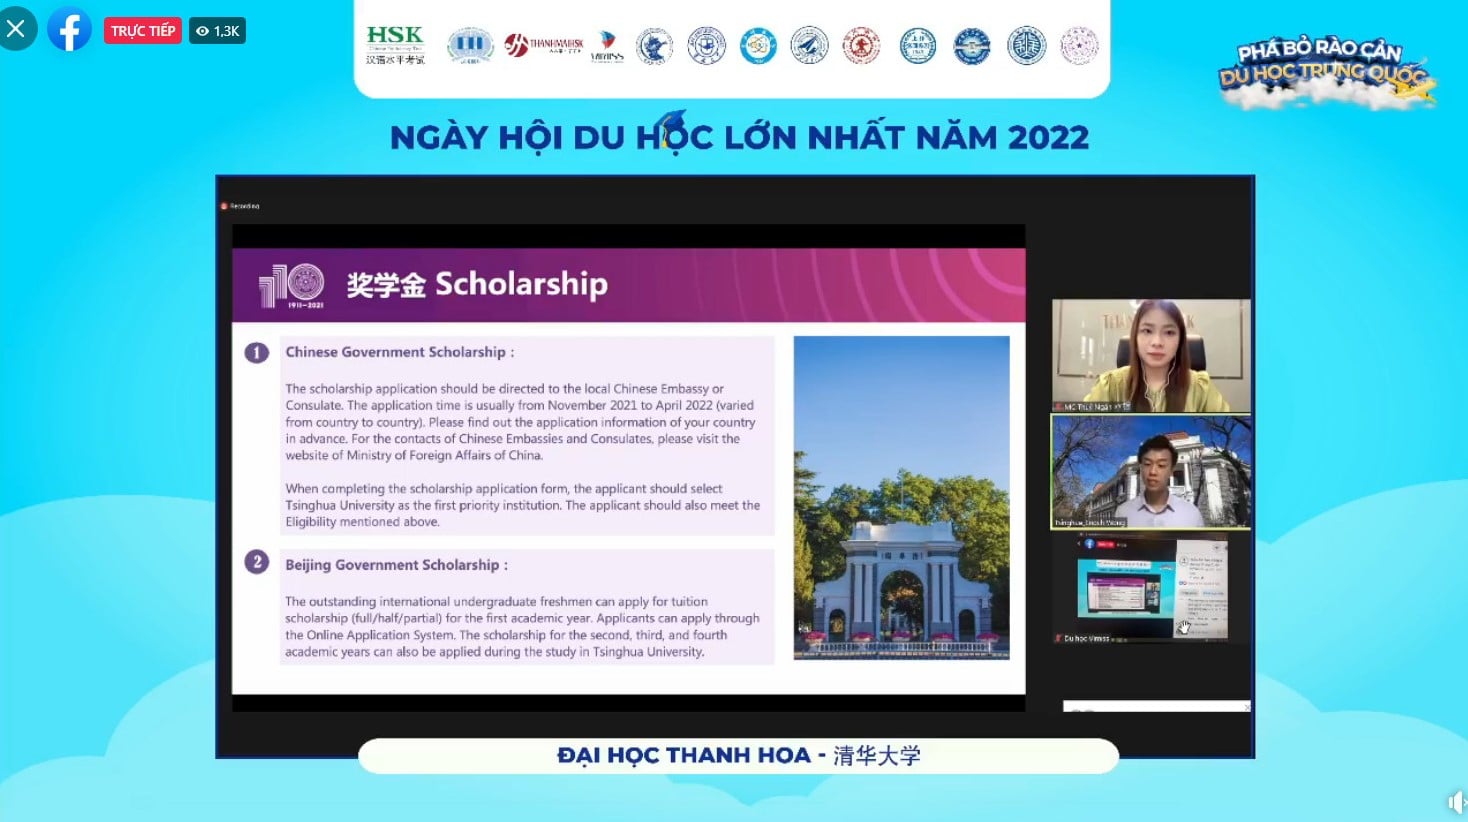 TRỰC TIẾP
1,3K
HSK
汉语水平考试
THANHMAIHSK
VIMISS
PHÁ BỎ RÀO CẢN
DU HỌC TRUNG QUỐC
NGÀY HỘI DU HỌC LỚN NHẤT NĂM 2022
Recording
1911-2021
奖学金 Scholarship
1
Chinese Government Scholarship :
The scholarship application should be directed to the local Chinese Embassy or
Consulate. The application time is usually from November 2021 to April 2022 (varied
from country to country). Please find out the application information of your country
in advance. For the contacts of Chinese Embassies and Consulates, please visit the
website of Ministry of Foreign Affairs of China.
When completing the scholarship application form, the applicant should select
Tsinghua University as the first priority institution. The applicant should also meet the
Eligibility mentioned above.
2
Beijing Government Scholarship :
The outstanding international undergraduate freshmen can apply for tuition
scholarship (full/half/partial) for the first academic year. Applicants can apply through
the Online Application System. The scholarship for the second, third, and fourth
academic years can also be applied during the study in Tsinghua University.
MC Thuý Ngân
Du học Vimiss
ĐẠI HỌC THANH HOA - 清华大学